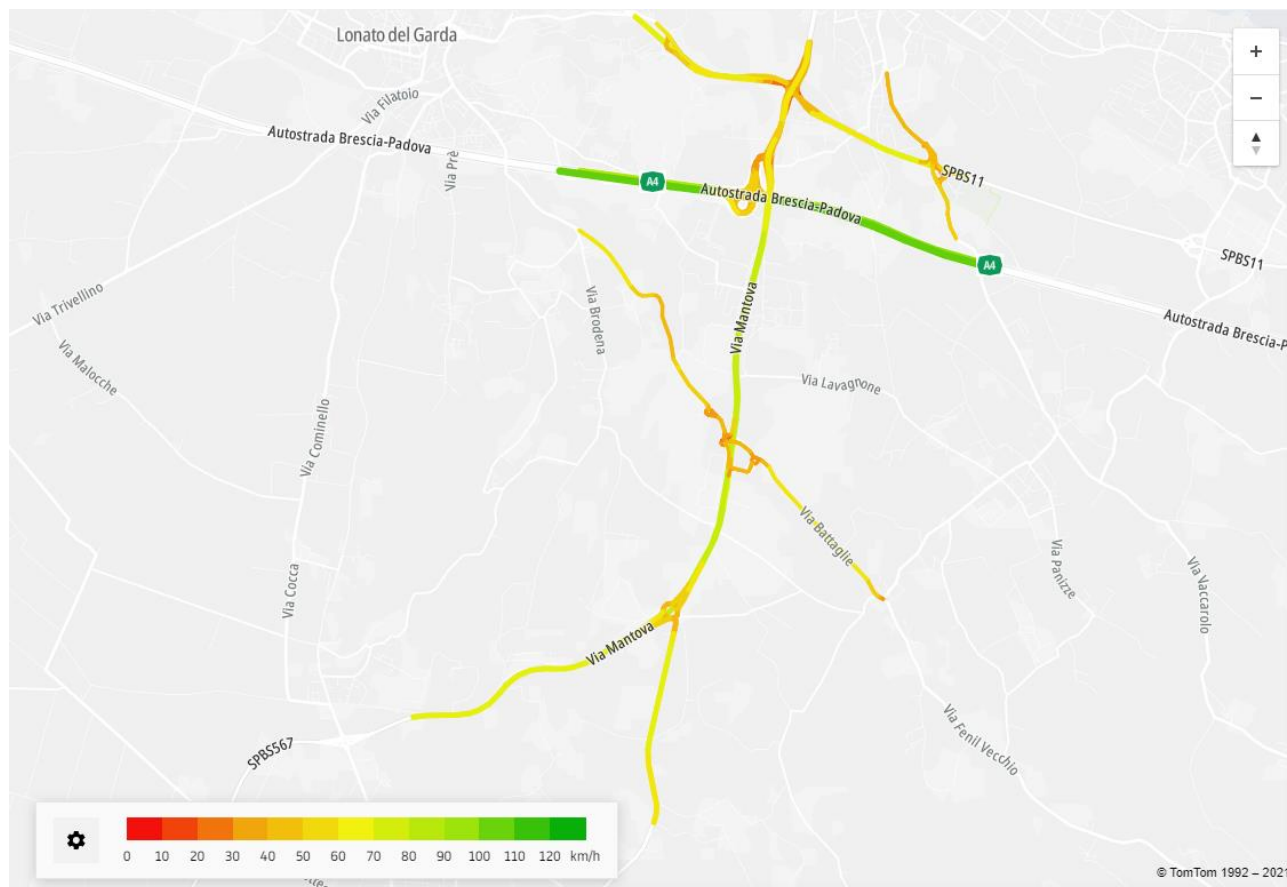 Lonato del Garda
Via Filatoio
Autostrada Brescia-Padova
Via Prè
A4
Autostrada Brescia-Padova
SPBS11
A4
SPBS11
Autostrada Brescia-P
Via Trivellino
Via Malocche
Via Brodena
Via Mantova
Via Lavagnone
Via Cominello
Via Battaglie
Via Panizze
Via Vaccarolo
Via Cocca
Via Mantova
SPBS567
Via Fenil Vecchio
+
−
0 10 20 30 40 50 60 70 80 90 100 110 120 km/h
© TomTom 1992 – 2021